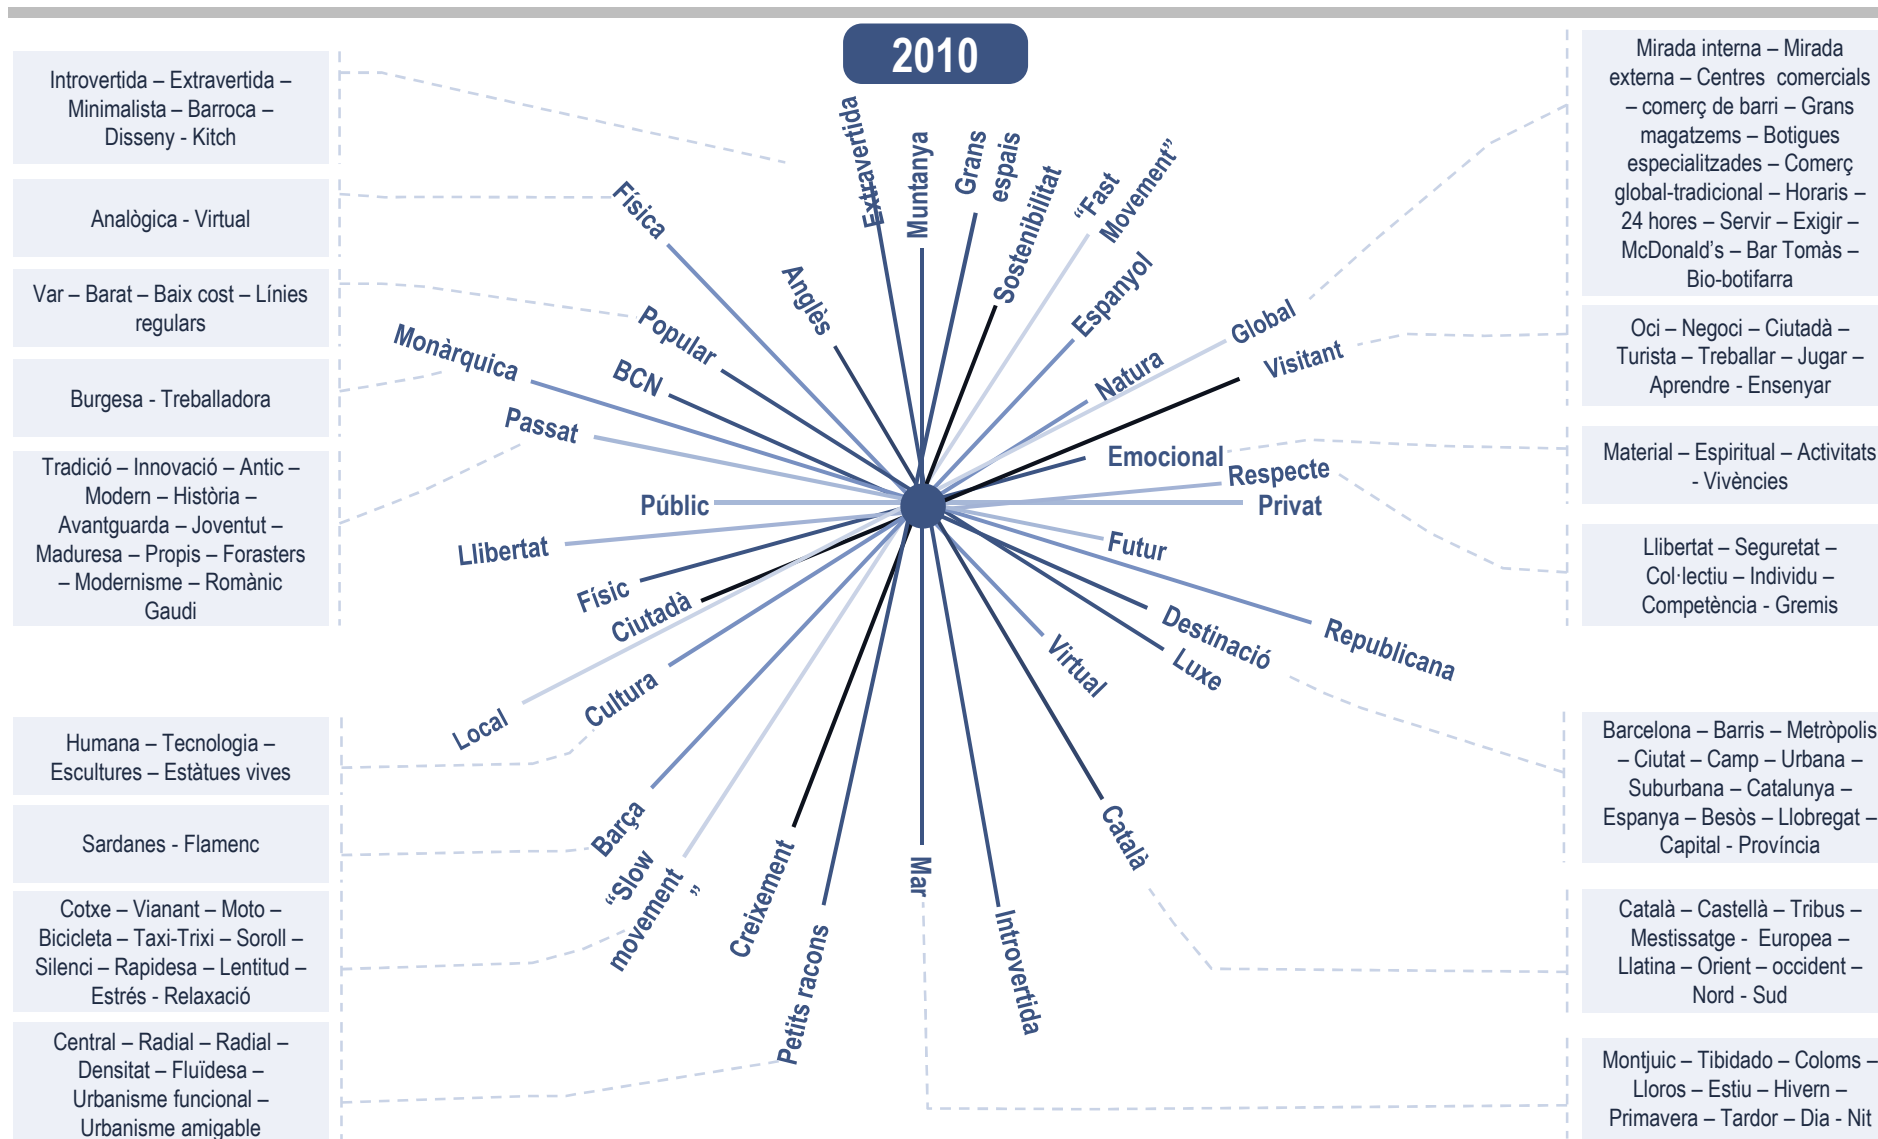 2010
Introvertida – Extravertida –
Minimalista – Barroca –
Disseny - Kitch
Analògica - Virtual
Var – Barat – Baix cost – Línies
regulars
Burgesa - Treballadora
Tradició – Innovació – Antic –
Modern – Història –
Avantguarda – Joventut –
Maduresa – Propis – Forasters
– Modernisme – Romànic
Gaudi
Humana – Tecnologia –
Escultures – Estàtues vives
Sardanes - Flamenc
Cotxe – Vianant – Moto –
Bicicleta – Taxi-Trixi – Soroll –
Silenci – Rapidesa – Lentitud –
Estrés - Relaxació
Central – Radial – Radial –
Densitat – Fluïdesa –
Urbanisme funcional –
Urbanisme amigable
Extravertida
Muntanya
Grans
espais
Sostenibilitat
“Fast
Movement”
Espanyol
Natura
Global
Visitant
Emocional
Respecte
Privat
Futur
Republicana
Destinació
Luxe
Virtual
Català
Introvertida
Mar
Petits racons
Creixement
“Slow
movement
”
Barça
Cultura
Local
Ciutadà
Físic
Llibertat
Públic
Passat
BCN
Monàrquica
Popular
Anglès
Física
Mirada interna – Mirada
externa – Centres comercials
– comerç de barri – Grans
magatzems – Botigues
especialitzades – Comerç
global-tradicional – Horaris –
24 hores – Servir – Exigir –
McDonald’s – Bar Tomàs –
Bio-botifarra
Oci – Negoci – Ciutadà –
Turista – Treballar – Jugar –
Aprendre - Ensenyar
Material – Espiritual – Activitats
- Vivències
Llibertat – Seguretat –
Col·lectiu – Individu –
Competència - Gremis
Barcelona – Barris – Metròpolis
– Ciutat – Camp – Urbana –
Suburbana – Catalunya –
Espanya – Besòs – Llobregat –
Capital - Província
Català – Castellà – Tribus –
Mestissatge - Europea –
Llatina – Orient – occident –
Nord - Sud
Montjuic – Tibidado – Coloms –
Lloros – Estiu – Hivern –
Primavera – Tardor – Dia - Nit